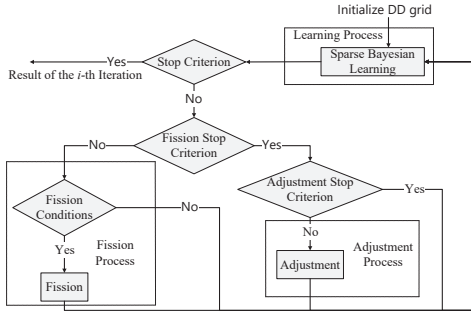 Initialize DD grid
Learning Process
Sparse Bayesian
Learning
Stop Criterion
Yes
Result of the i-th Iteration
No
Fission Stop
Criterion
No
Yes
Fission
Conditions
No
Yes
Fission
Process
Fission
Adjustment Stop
Criterion
Yes
No
Adjustment
Process
Adjustment